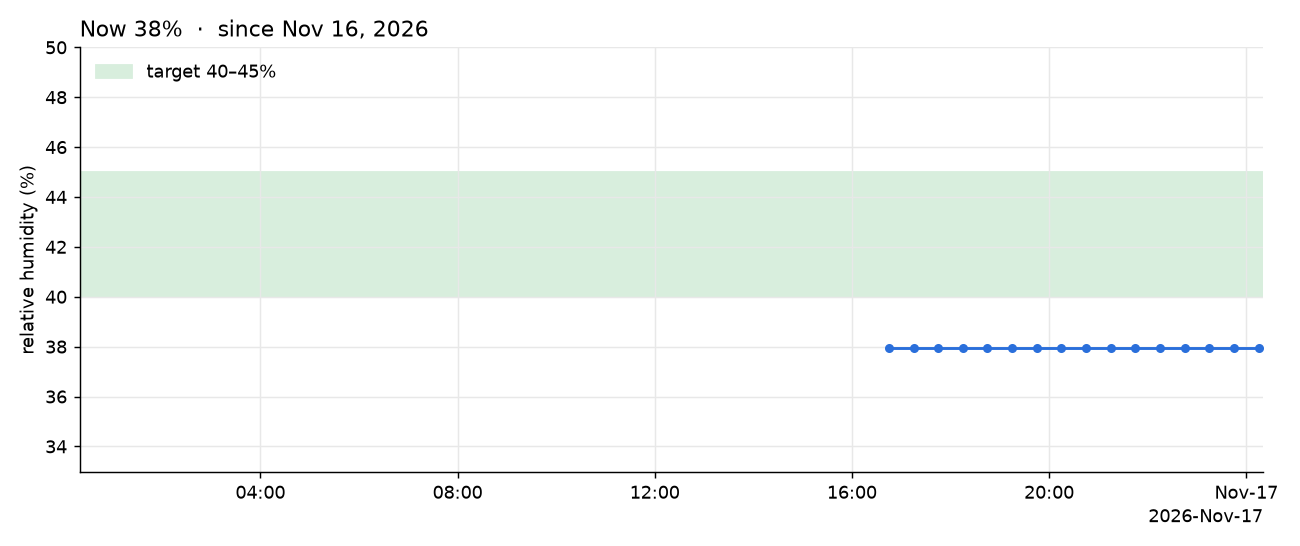 Now 38%  ·  since Nov 16, 2026
target 40–45%
relative humidity (%)
50
48
46
44
42
40
38
36
34
04:00
08:00
12:00
16:00
20:00
Nov-17
2026-Nov-17